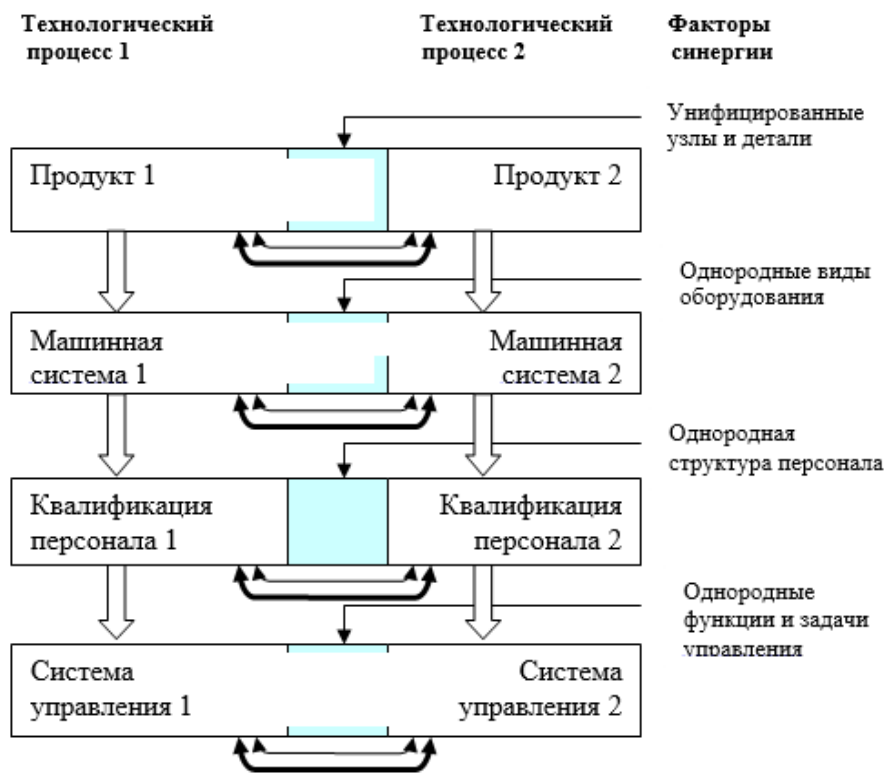 Технологический
процесс 1
Технологический
процесс 2
Факторы
синергии
Унифицированные
узлы и детали
Продукт 1
Продукт 2
Однородные виды
оборудования
Машинная
система 1
Машинная
система 2
Однородная
структура персонала
Квалификация
персонала 1
Квалификация
персонала 2
Однородные
функции и задачи
управления
Система
управления 1
Система
управления 2